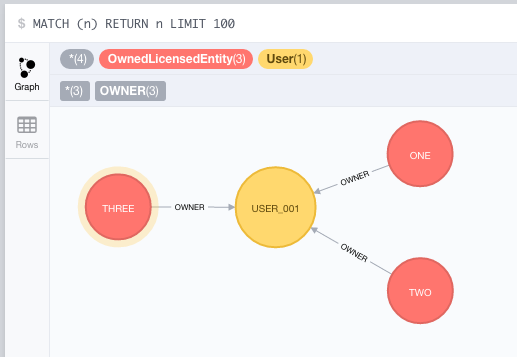 $ MATCH (n) RETURN n LIMIT 100
*(4) OwnedLicensedEntity(3) User(1)
Graph
*(3) OWNER(3)
Rows
ONE
OWNER
THREE OWNER USER_001
OWNER
TWO